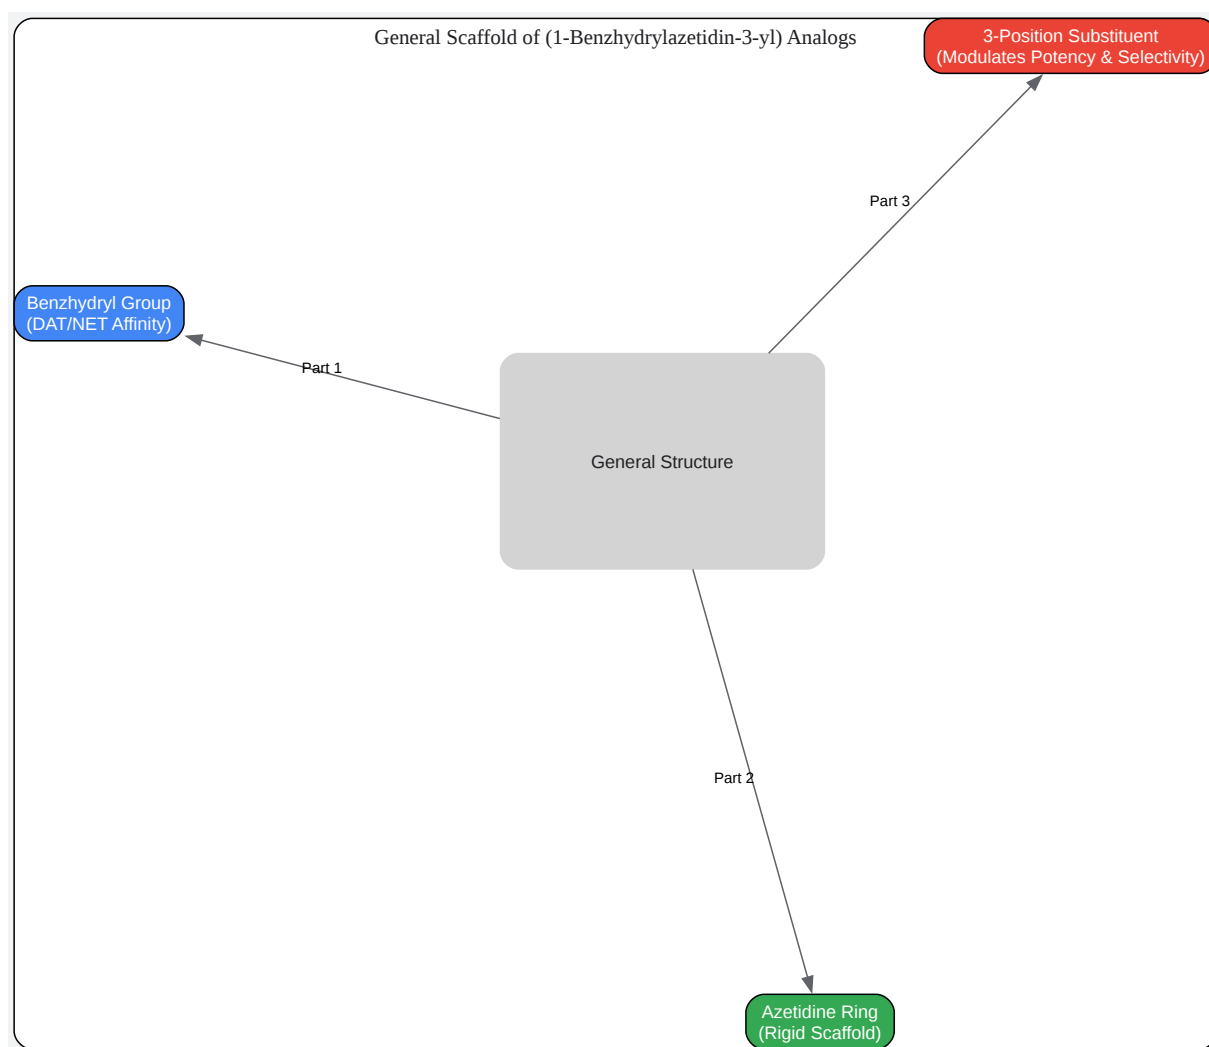 General Scaffold of (1-Benzhydrylazetidin-3-yl) Analogs
3-Position Substituent
(Modulates Potency & Selectivity)
Part 3
Benzhydryl Group
(DAT/NET Affinity)
Part 1
General Structure
Part 2
Azetidine Ring
(Rigid Scaffold)